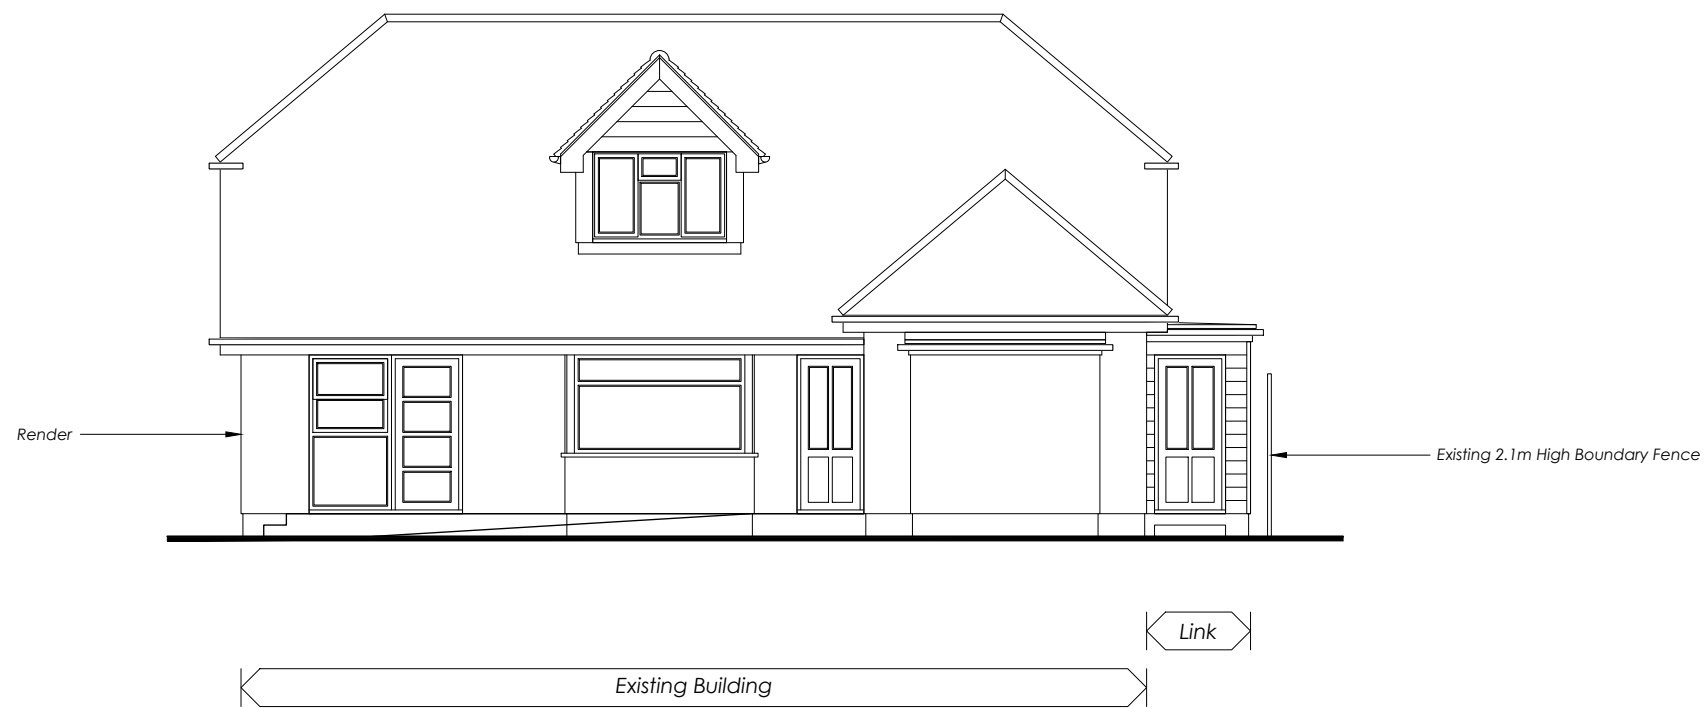 Render
Existing 2.1m High Boundary Fence
Link
Existing Building